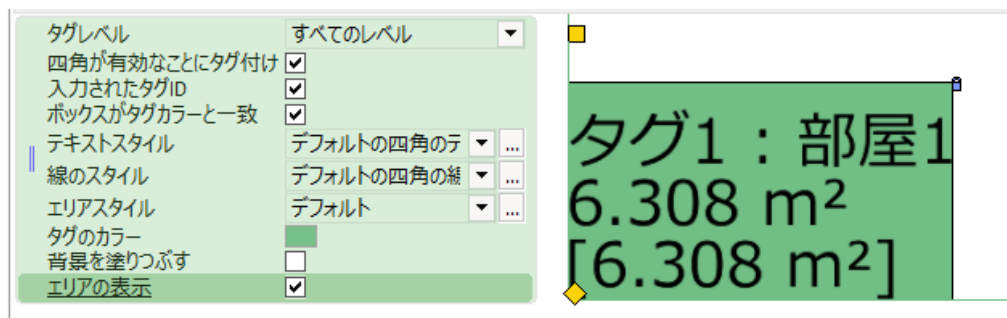 タグレベル すべてのレベル
四角が有効なことにタグ付け
入力されたタグID
ボックスがタグカラーと一致
テキストスタイル デフォルトの四角のテ ...
線のスタイル デフォルトの四角の線 ...
エリアスタイル デフォルト ...
タグのカラー
背景を塗りつぶす
エリアの表示
タグ1：部屋1
6.308 m²
[6.308 m²]